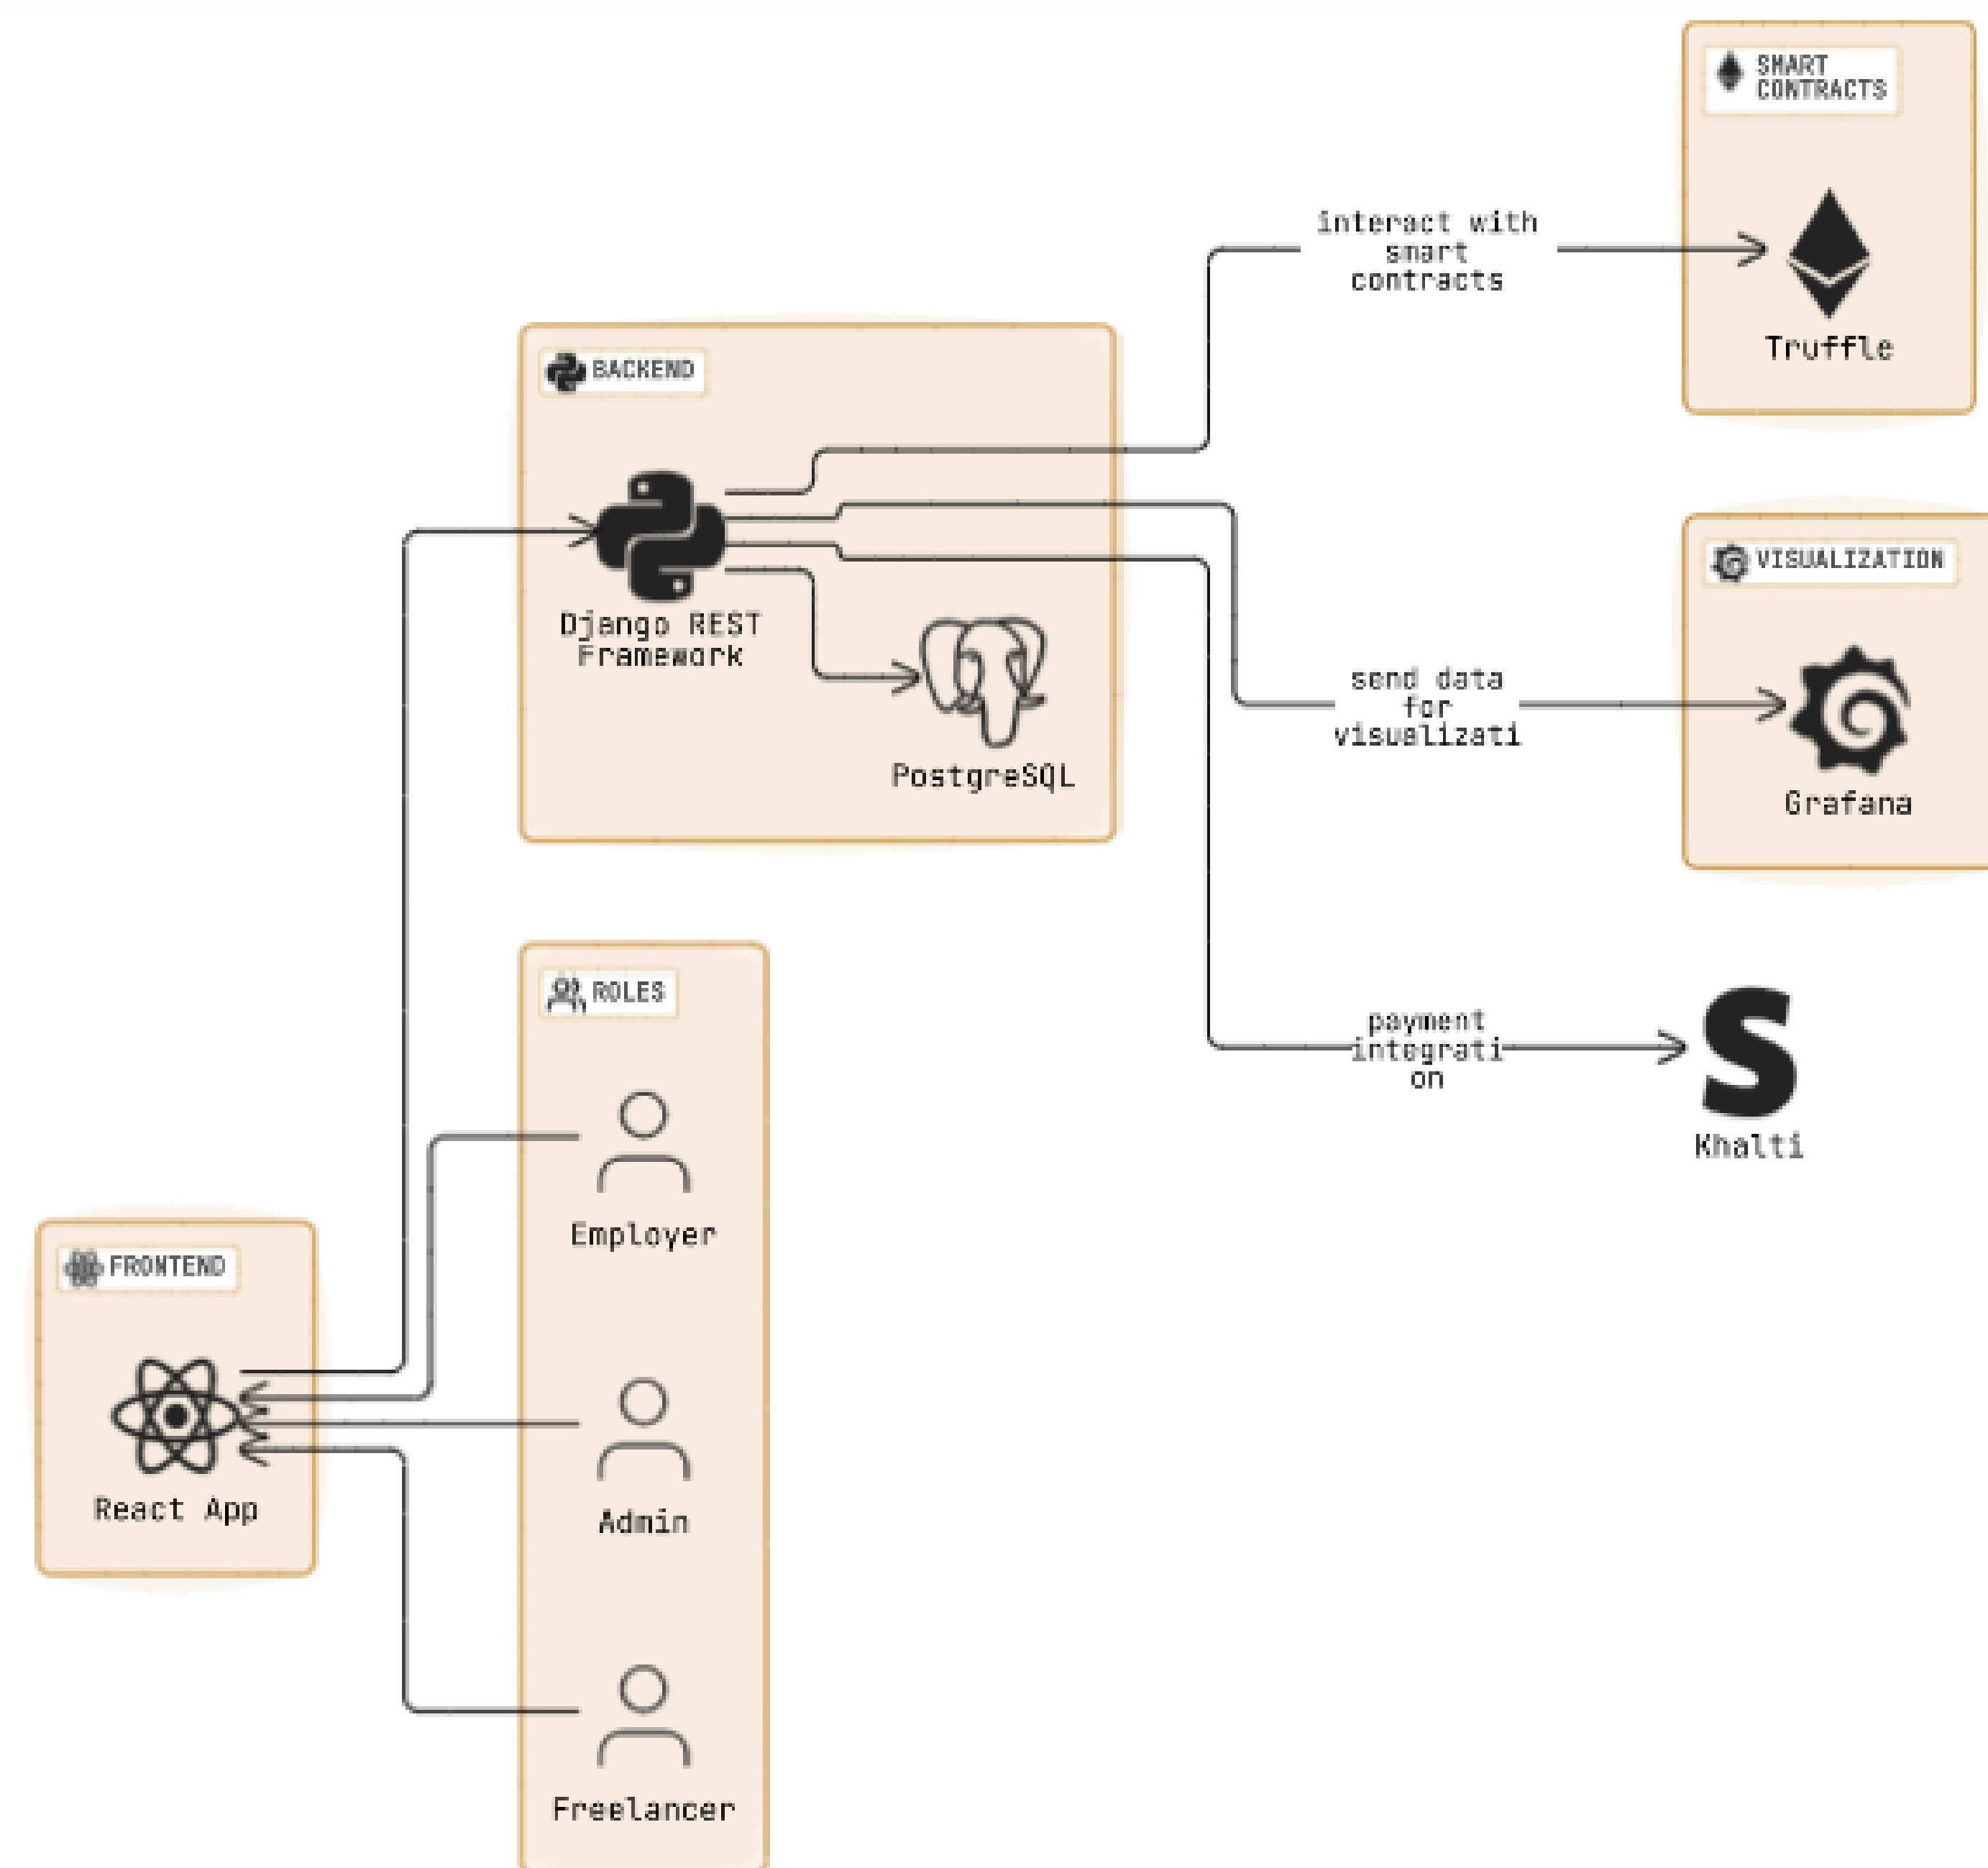 SMART
CONTRACTS
interact with
smart
contracts
Truffle
BACKEND
Django REST
Framework
PostgreSQL
VISUALIZATION
send data
for
visualizati
Grafana
ROLES
payment
integrati
on
Khalti
Employer
FRONTEND
React App
Admin
Freelancer